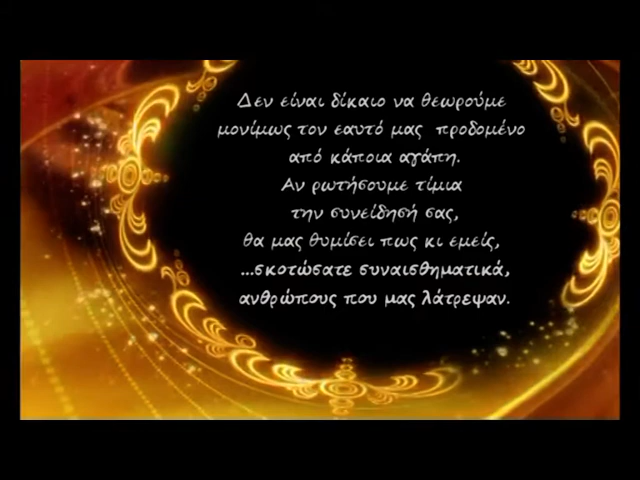 Δεν είναι δίκαιο να θεωρούμε
μονίμως τον εαυτό μας προδομένο
από κάποια αγάπη.
Αν ρωτήσουμε τίμια
την συνείδησή σας,
θα μας θυμίσει πως κι εμείς,
...σκοτώσατε συναισθηματικά,
ανθρώπους που μας λάτρεψαν.